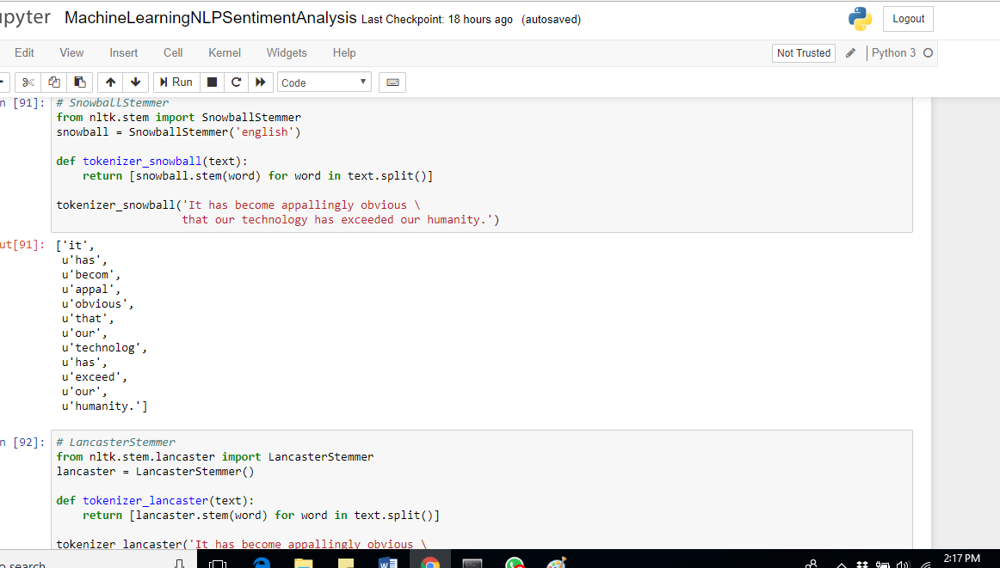 upyter MachineLearningNLPSentimentAnalysis Last Checkpoint: 18 hours ago (autosaved) Logout
Edit View Insert Cell Kernel Widgets Help Not Trusted Python 3
Run Code
n [91]: # SnowballStemmer
from nltk.stem import SnowballStemmer
snowball = SnowballStemmer('english')
def tokenizer_snowball(text):
return [snowball.stem(word) for word in text.split()]
tokenizer_snowball('It has become appallingly obvious \
that our technology has exceeded our humanity.')
ut[91]: ['it',
u'has',
u'becom',
u'appal',
u'obvious',
u'that',
u'our',
u'technolog',
u'has',
u'exceed',
u'our',
u'humanity.']
n [92]: # LancasterStemmer
from nltk.stem.lancaster import LancasterStemmer
lancaster = LancasterStemmer()
def tokenizer_lancaster(text):
return [lancaster.stem(word) for word in text.split()]
tokenizer_lancaster('It has become appallingly obvious \
o search 2:17 PM